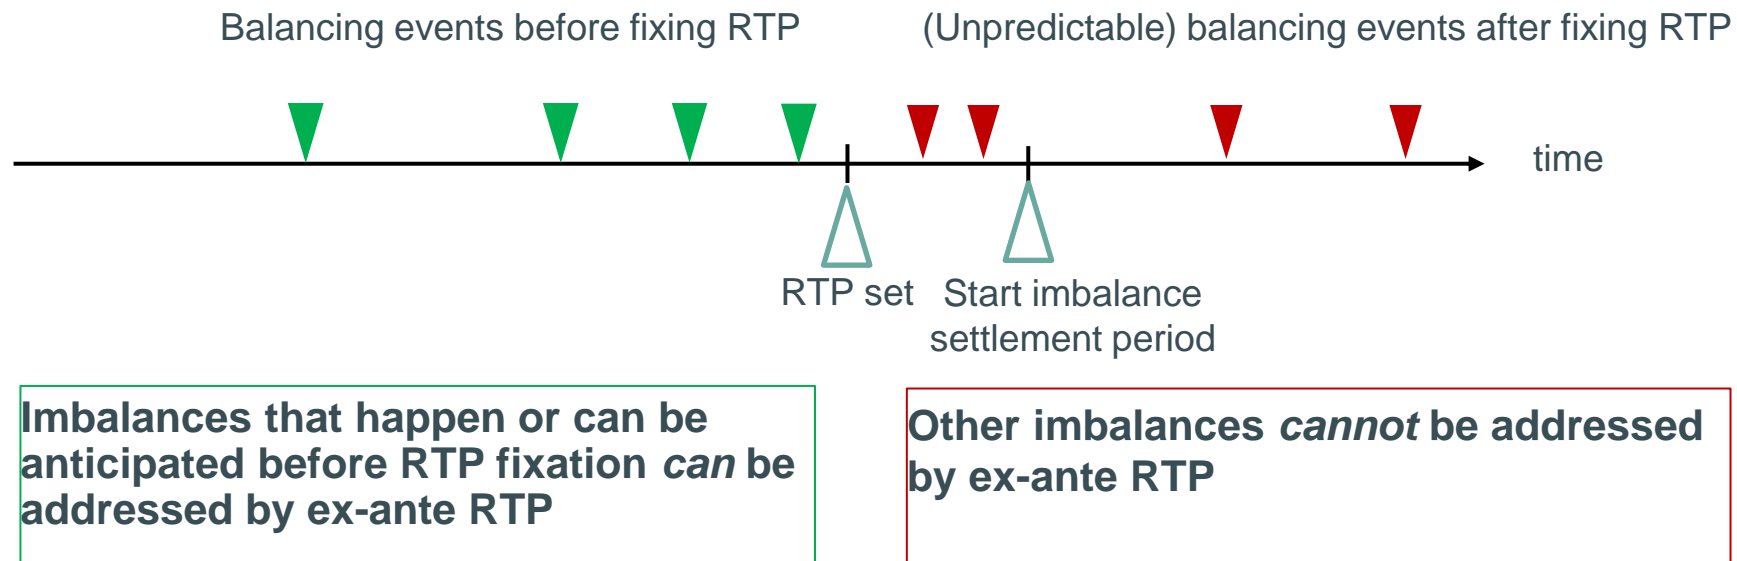 Balancing events before fixing RTP
(Unpredictable) balancing events after fixing RTP
time
RTP set
Start imbalance
settlement period
Imbalances that happen or can be
anticipated before RTP fixation can be
addressed by ex-ante RTP
Other imbalances cannot be addressed
by ex-ante RTP